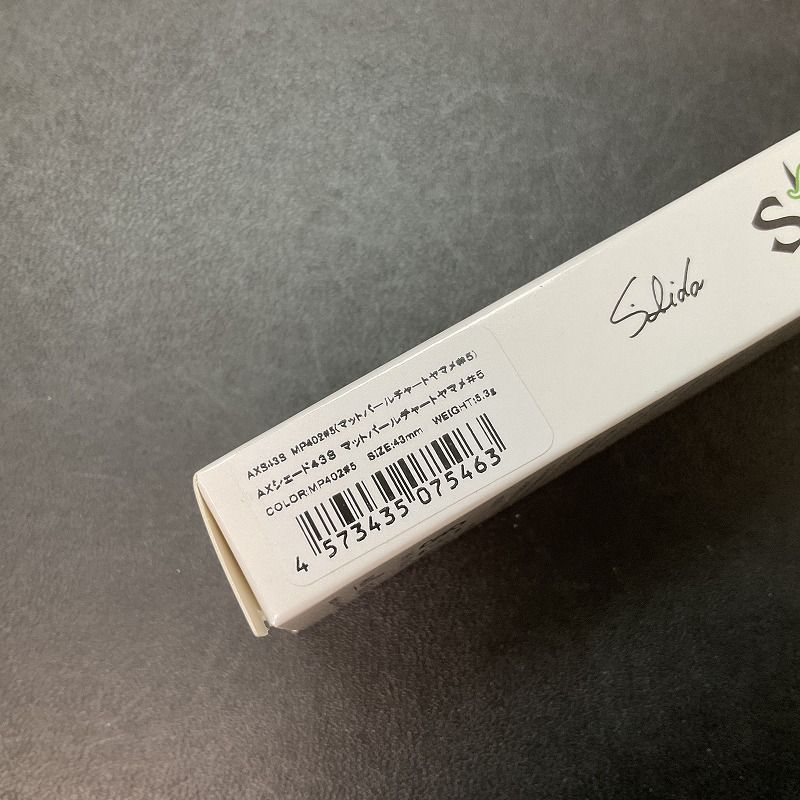 AXS43S MP402#5(マットパールチャートヤマメ#5)
AXシェード43S マットパールチャートヤマメ#5
COLOR:MP402#5 SIZE:43mm WEIGHT:5.3g
4 573435 075463
S